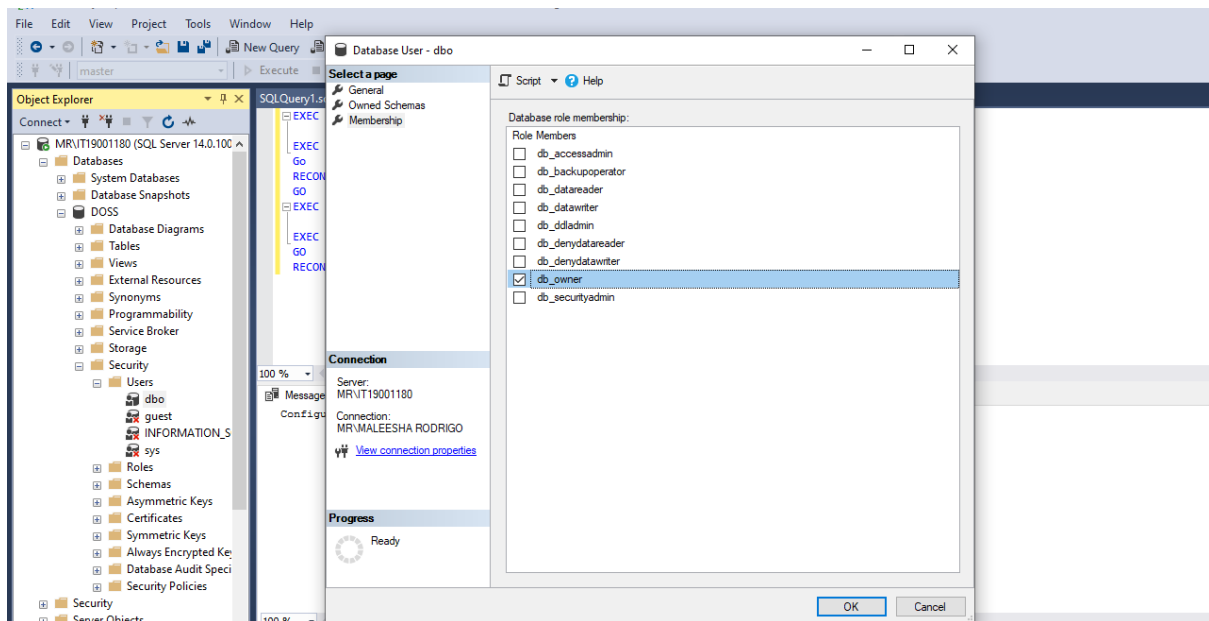 File Edit View Project Tools Window Help
New Query
master
Execute
Object Explorer
Connect
MR\IT19001180 (SQL Server 14.0.100
Databases
System Databases
Database Snapshots
DOSS
Database Diagrams
Tables
Views
External Resources
Synonyms
Programmability
Service Broker
Storage
Security
Users
dbo
guest
INFORMATION_S
sys
Roles
Schemas
Asymmetric Keys
Certificates
Symmetric Keys
Always Encrypted Key
Database Audit Speci
Security Policies
Security
Server Objects
SQLQuery1.s
EXEC
EXEC
Go
RECON
GO
EXEC
EXEC
GO
RECON
100 %
Message
Configu
100 %
Database User - dbo
Select a page
General
Owned Schemas
Membership
Connection
Server:
MR\IT19001180
Connection:
MR\MALEESHA RODRIGO
View connection properties
Progress
Ready
Script Help
Database role membership:
Role Members
db_accessadmin
db_backupoperator
db_datareader
db_datawriter
db_ddladmin
db_denydatareader
db_denydatawriter
db_owner
db_securityadmin
OK Cancel